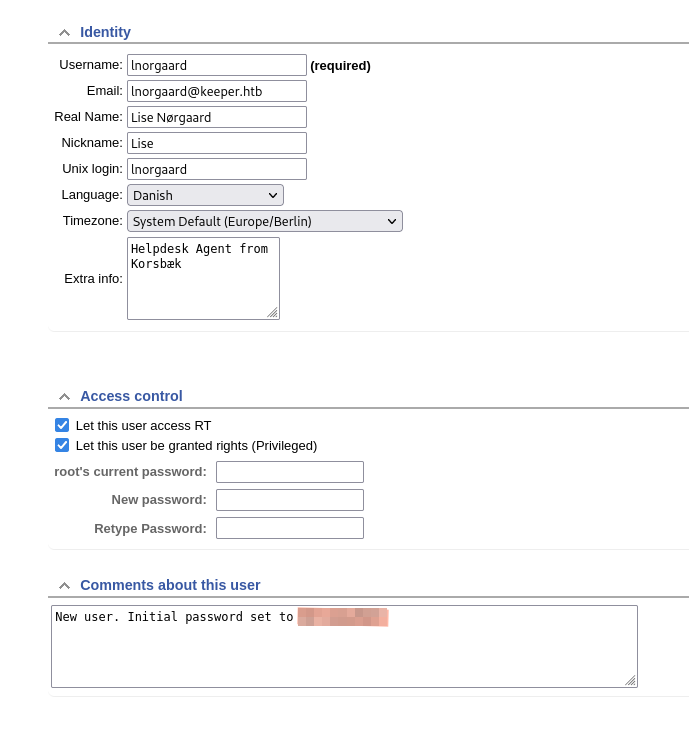 Identity
Username: lnorgaard (required)
Email: lnorgaard@keeper.htb
Real Name: Lise Nørgaard
Nickname: Lise
Unix login: lnorgaard
Language: Danish
Timezone: System Default (Europe/Berlin)
Extra info: Helpdesk Agent from
Korsbæk
Access control
Let this user access RT
Let this user be granted rights (Privileged)
root's current password:
New password:
Retype Password:
Comments about this user
New user. Initial password set to